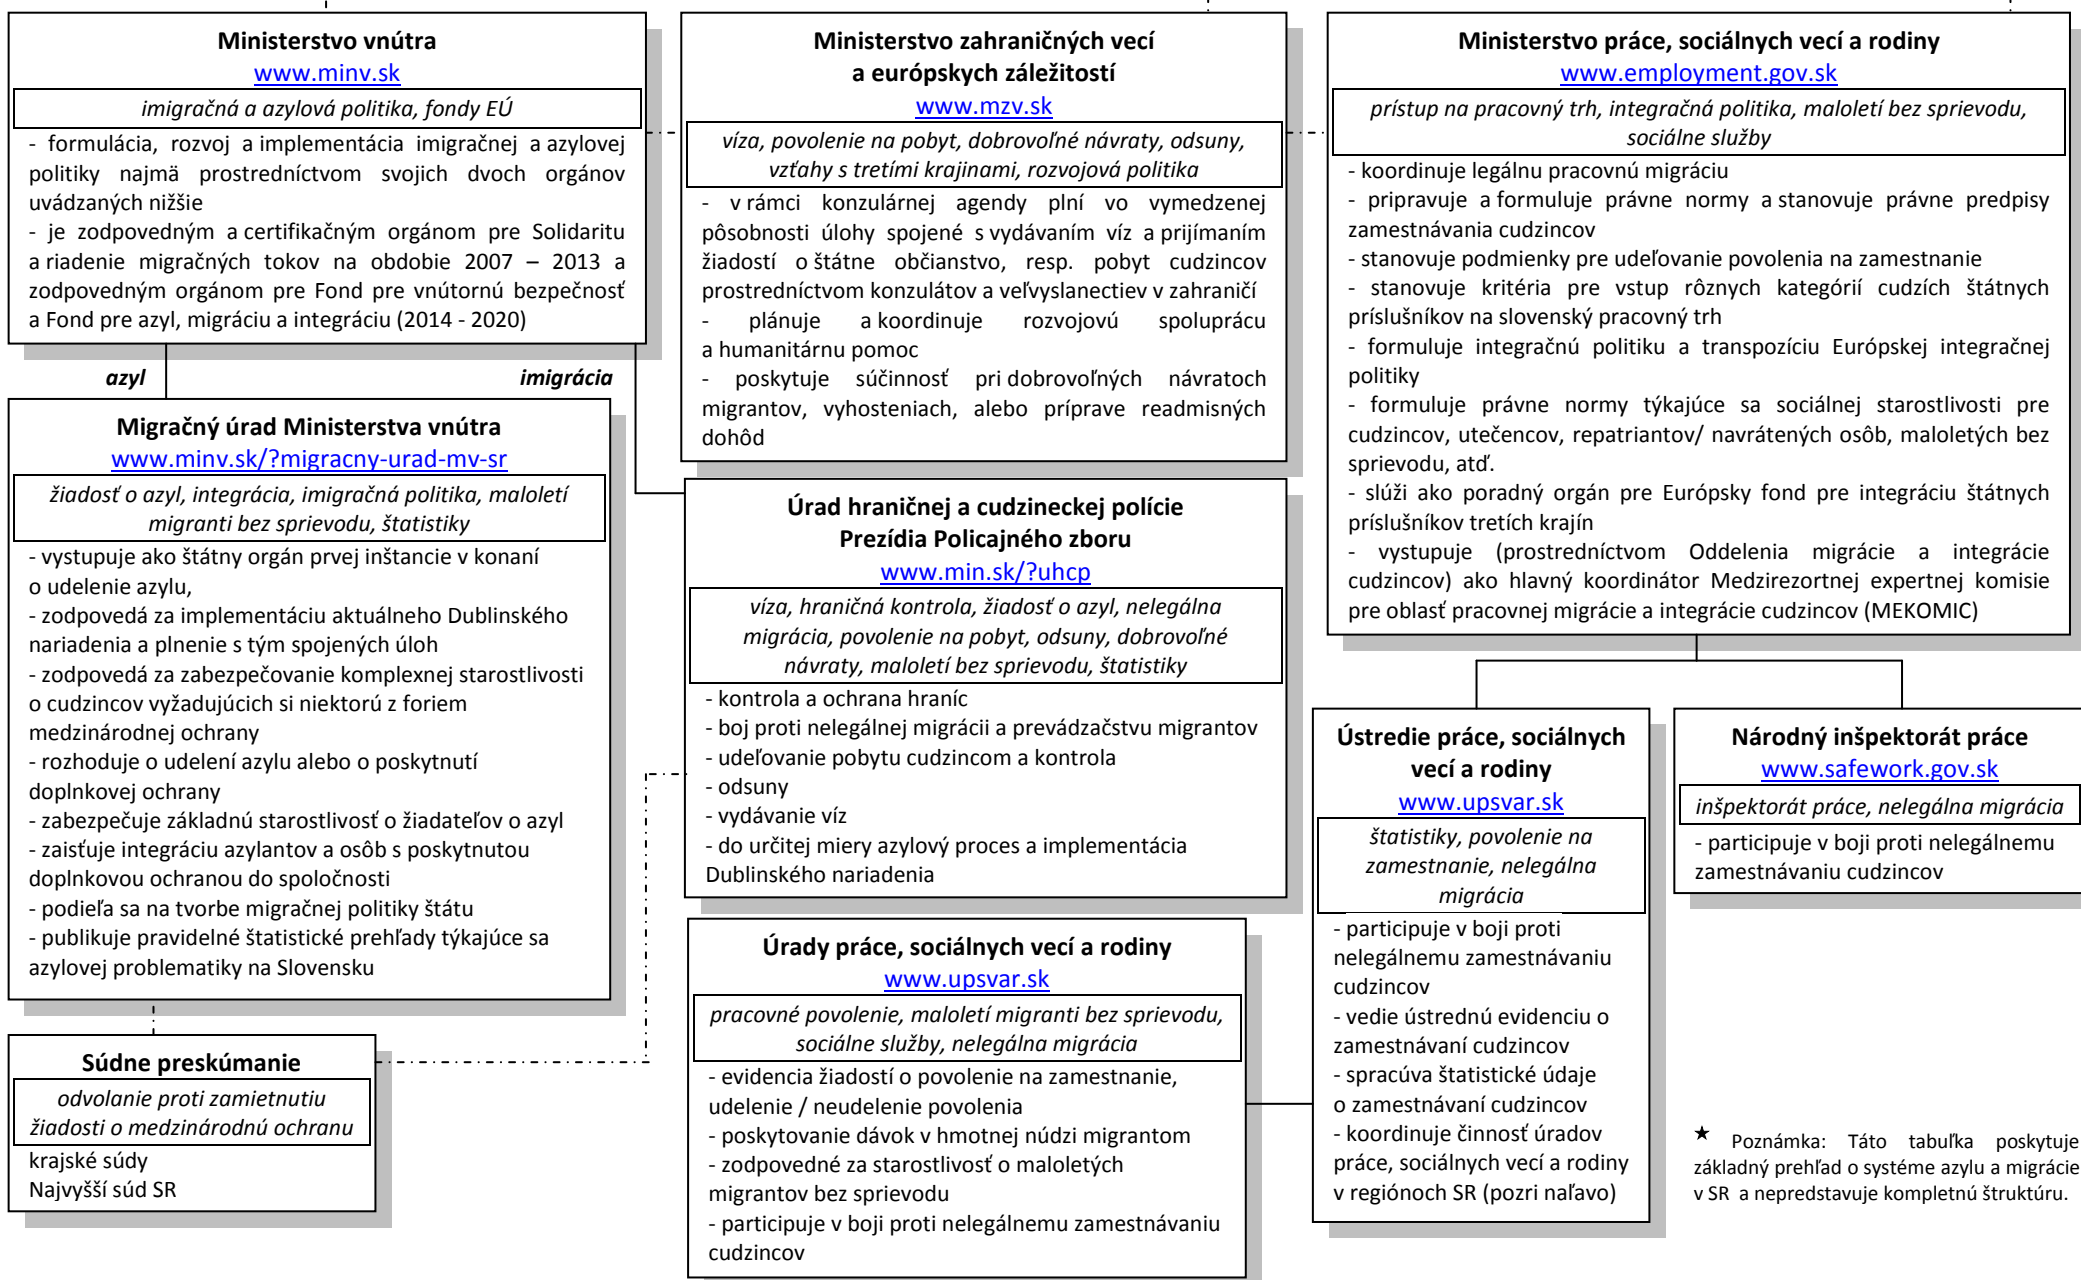 Ministerstvo vnútra
www.minv.sk
imigračná a azylová politika, fondy EÚ
- formulácia, rozvoj a implementácia imigračnej a azylovej
politiky najmä prostredníctvom svojich dvoch orgánov
uvádzaných nižšie
- je zodpovedným a certifikačným orgánom pre Solidaritu
a riadenie migračných tokov na obdobie 2007 – 2013 a
zodpovedným orgánom pre Fond pre vnútornú bezpečnosť
a Fond pre azyl, migráciu a integráciu (2014 - 2020)
azyl
imigrácia
Ministerstvo zahraničných vecí
a európskych záležitostí
www.mzv.sk
víza, povolenie na pobyt, dobrovoľné návraty, odsuny,
vzťahy s tretími krajinami, rozvojová politika
- v rámci konzulárnej agendy plní vo vymedzenej
pôsobnosti úlohy spojené s vydávaním víz a prijímaním
žiadostí o štátne občianstvo, resp. pobyt cudzincov
prostredníctvom konzulátov a veľvyslanectiev v zahraničí
- plánuje a koordinuje rozvojovú spoluprácu
a humanitárnu pomoc
- poskytuje súčinnosť pri dobrovoľných návratoch
migrantov, vyhosteniach, alebo príprave readmisných
dohôd
Ministerstvo práce, sociálnych vecí a rodiny
www.employment.gov.sk
prístup na pracovný trh, integračná politika, maloletí bez sprievodu,
sociálne služby
- koordinuje legálnu pracovnú migráciu
- pripravuje a formuluje právne normy a stanovuje právne predpisy
zamestnávania cudzincov
- stanovuje podmienky pre udeľovanie povolenia na zamestnanie
- stanovuje kritéria pre vstup rôznych kategórií cudzích štátnych
príslušníkov na slovenský pracovný trh
- formuluje integračnú politiku a transpozíciu Európskej integračnej
politiky
- formuluje právne normy týkajúce sa sociálnej starostlivosti pre
cudzincov, utečencov, repatriantov/ navrátených osôb, maloletých bez
sprievodu, atď.
- slúži ako poradný orgán pre Európsky fond pre integráciu štátnych
príslušníkov tretích krajín
- vystupuje (prostredníctvom Oddelenia migrácie a integrácie
cudzincov) ako hlavný koordinátor Medzirezortnej expertnej komisie
pre oblasť pracovnej migrácie a integrácie cudzincov (MEKOMIC)
Migračný úrad Ministerstva vnútra
www.minv.sk/?migracny-urad-mv-sr
žiadosť o azyl, integrácia, imigračná politika, maloletí
migranti bez sprievodu, štatistiky
- vystupuje ako štátny orgán prvej inštancie v konaní
o udelenie azylu,
- zodpovedá za implementáciu aktuálneho Dublinského
nariadenia a plnenie s tým spojených úloh
- zodpovedá za zabezpečovanie komplexnej starostlivosti
o cudzincov vyžadujúcich si niektorú z foriem
medzinárodnej ochrany
- rozhoduje o udelení azylu alebo o poskytnutí
doplnkovej ochrany
- zabezpečuje základnú starostlivosť o žiadateľov o azyl
- zaisťuje integráciu azylantov a osôb s poskytnutou
doplnkovou ochranou do spoločnosti
- podieľa sa na tvorbe migračnej politiky štátu
- publikuje pravidelné štatistické prehľady týkajúce sa
azylovej problematiky na Slovensku
Úrad hraničnej a cudzineckej polície
Prezídia Policajného zboru
www.min.sk/?uhcp
víza, hraničná kontrola, žiadosť o azyl, nelegálna
migrácia, povolenie na pobyt, odsuny, dobrovoľné
návraty, maloletí bez sprievodu, štatistiky
- kontrola a ochrana hraníc
- boj proti nelegálnej migrácii a prevádzačstvu migrantov
- udeľovanie pobytu cudzincom a kontrola
- odsuny
- vydávanie víz
- do určitej miery azylový proces a implementácia
Dublinského nariadenia
Ústredie práce, sociálnych
vecí a rodiny
www.upsvar.sk
štatistiky, povolenie na
zamestnanie, nelegálna
migrácia
- participuje v boji proti
nelegálnemu zamestnávaniu
cudzincov
- vedie ústrednú evidenciu o
zamestnávaní cudzincov
- spracúva štatistické údaje
o zamestnávaní cudzincov
- koordinuje činnosť úradov
práce, sociálnych vecí a rodiny
v regiónoch SR (pozri naľavo)
Národný inšpektorát práce
www.safework.gov.sk
inšpektorát práce, nelegálna migrácia
- participuje v boji proti nelegálnemu
zamestnávaniu cudzincov
Súdne preskúmanie
odvolanie proti zamietnutiu
žiadosti o medzinárodnú ochranu
krajské súdy
Najvyšší súd SR
Úrady práce, sociálnych vecí a rodiny
www.upsvar.sk
pracovné povolenie, maloletí migranti bez sprievodu,
sociálne služby, nelegálna migrácia
- evidencia žiadostí o povolenie na zamestnanie,
udelenie / neudelenie povolenia
- poskytovanie dávok v hmotnej núdzi migrantom
- zodpovedné za starostlivosť o maloletých
migrantov bez sprievodu
- participuje v boji proti nelegálnemu zamestnávaniu
cudzincov
★ Poznámka: Táto tabuľka poskytuje
základný prehľad o systéme azylu a migrácie
v SR a nepredstavuje kompletnú štruktúru.